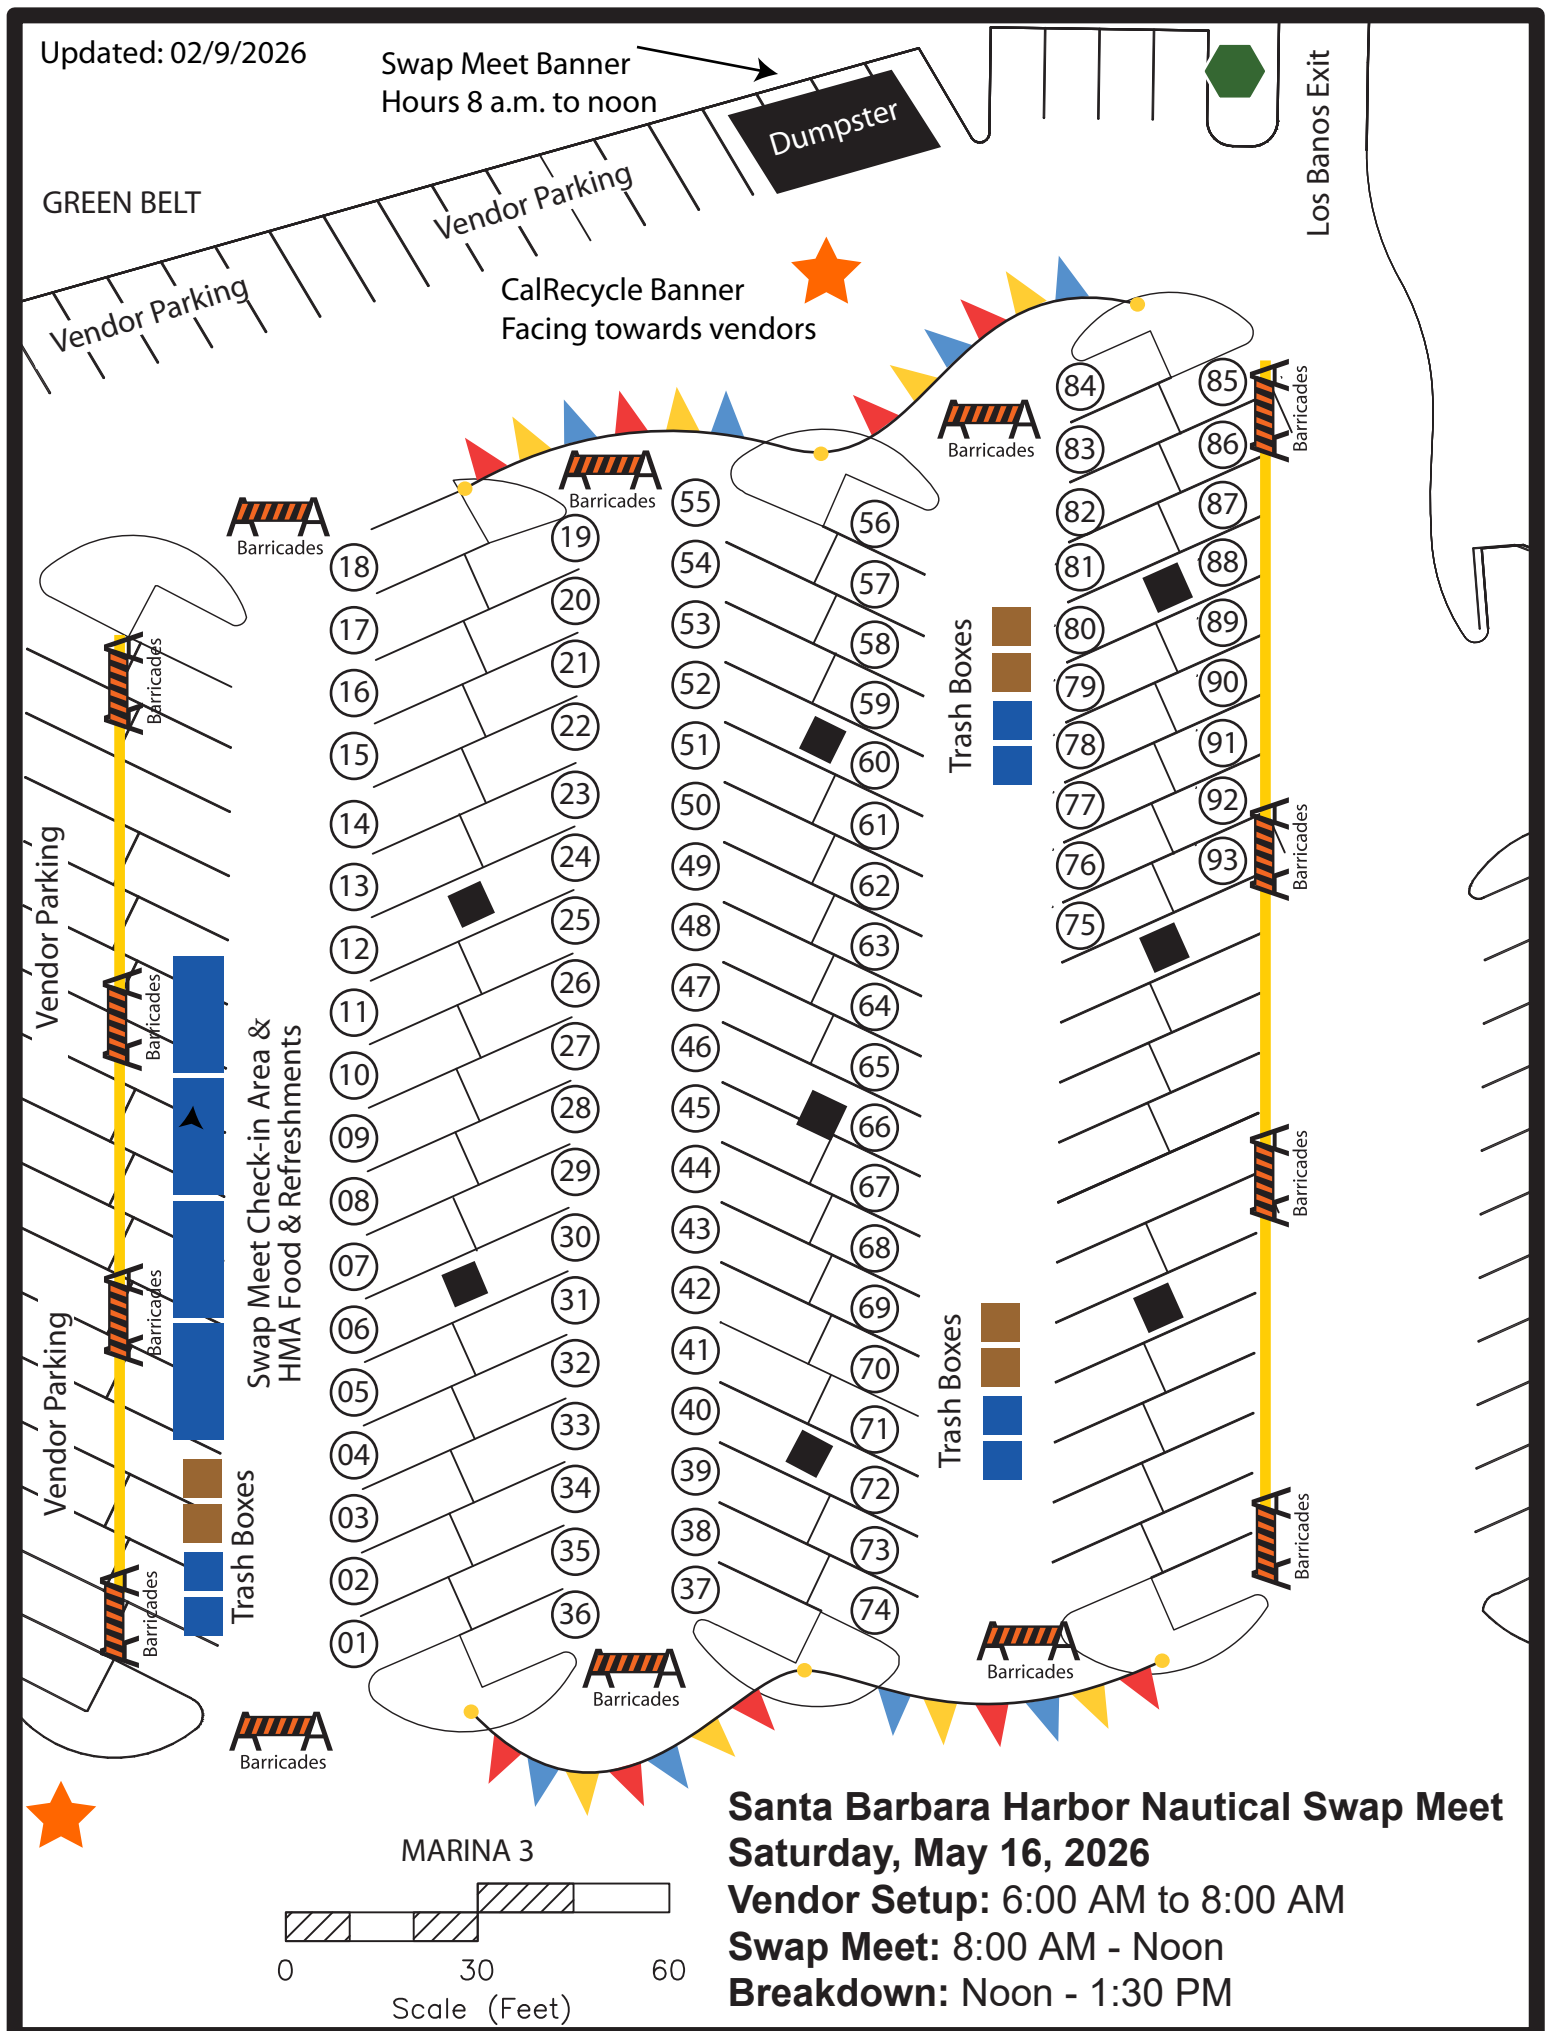 Updated: 02/9/2026
Swap Meet Banner
Hours 8 a.m. to noon
Dumpster
Los Banos Exit
GREEN BELT
Vendor Parking
Vendor Parking
CalRecycle Banner
Facing towards vendors
Barricades
Barricades
Barricades
Barricades
Barricades
Barricades
Barricades
Barricades
Barricades
Barricades
Barricades
Barricades
Barricades
Barricades
18
17
16
15
14
13
12
11
10
09
08
07
06
05
04
03
02
01
19
20
21
22
23
24
25
26
27
28
29
30
31
32
33
34
35
36
55
54
53
52
51
50
49
48
47
46
45
44
43
42
41
40
39
38
37
56
57
58
59
60
61
62
63
64
65
66
67
68
69
70
71
72
73
74
84
83
82
81
80
79
78
77
76
75
85
86
87
88
89
90
91
92
93
Vendor Parking
Vendor Parking
Swap Meet Check-in Area &
HMA Food & Refreshments
Trash Boxes
Trash Boxes
Trash Boxes
MARINA 3
0 30 60
Scale (Feet)
Santa Barbara Harbor Nautical Swap Meet
Saturday, May 16, 2026
Vendor Setup: 6:00 AM to 8:00 AM
Swap Meet: 8:00 AM - Noon
Breakdown: Noon - 1:30 PM